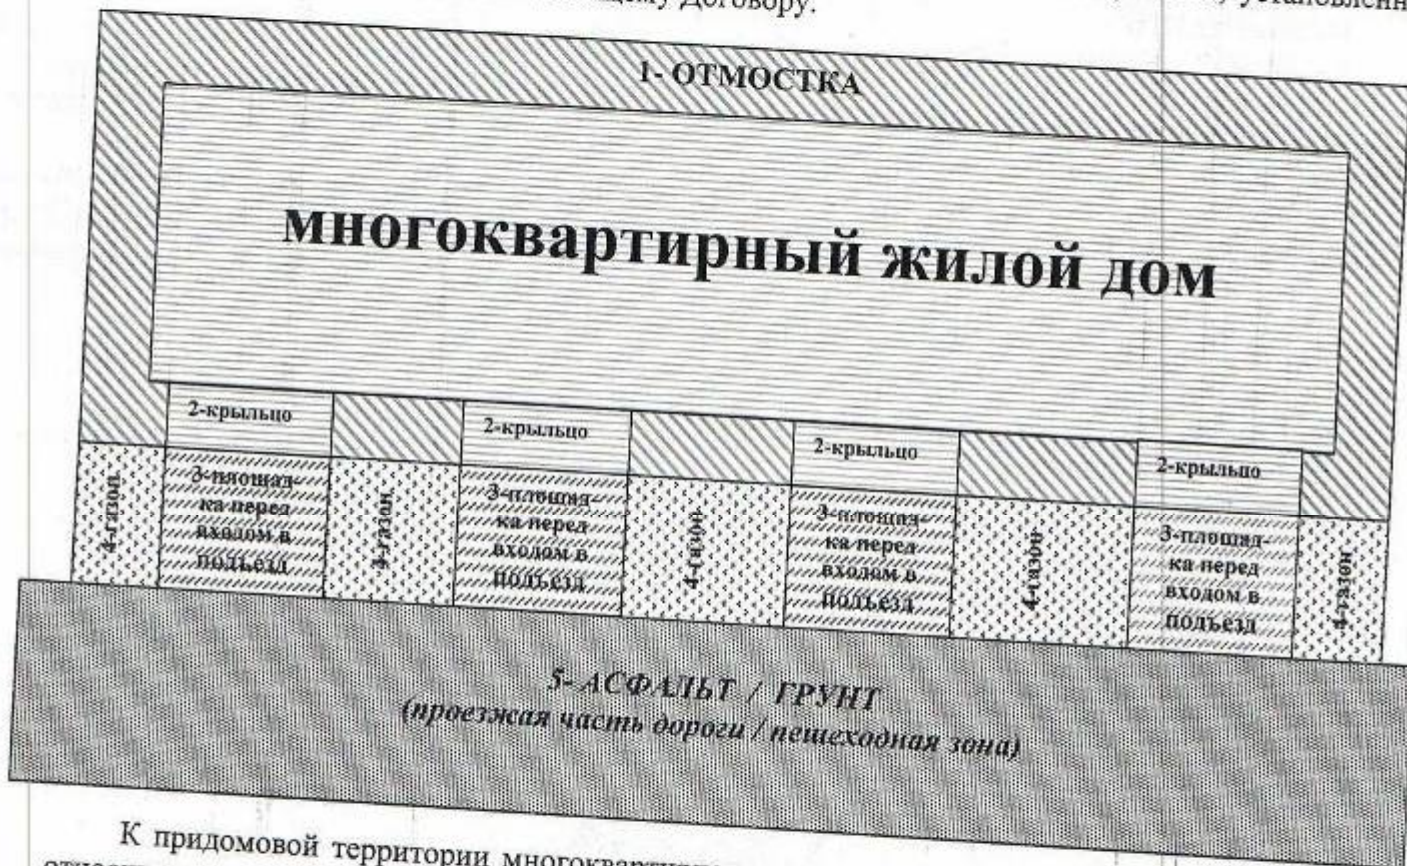 Договору.
1- ОТМОСТКА
многоквартирный жилой дом
2-крыльцо
2-крыльцо
2-крыльцо
2-крыльцо
4-газон
3-площад-
ка перед
входом в
подъезд
4-газон
3-площад-
ка перед
входом в
подъезд
4-газон
3-площад-
ка перед
входом в
подъезд
4-газон
3-площад-
ка перед
входом в
подъезд
4-газон
5- АСФАЛЬТ / ГРУНТ
(проезжая часть дороги / пешеходная зона)
К придомовой территории